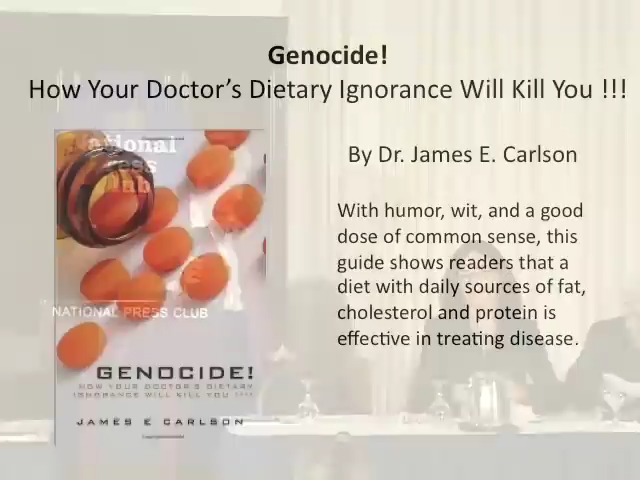 Genocide!
How Your Doctor's Dietary Ignorance Will Kill You !!!
By Dr. James E. Carlson
With humor, wit, and a good
dose of common sense, this
guide shows readers that a
diet with daily sources of fat,
cholesterol and protein is
effective in treating disease.
NATIONAL PRESS CLUB
GENOCIDE!
HOW YOUR DOCTOR'S DIETARY
IGNORANCE WILL KILL YOU !!!!
JAMES E CARLSON